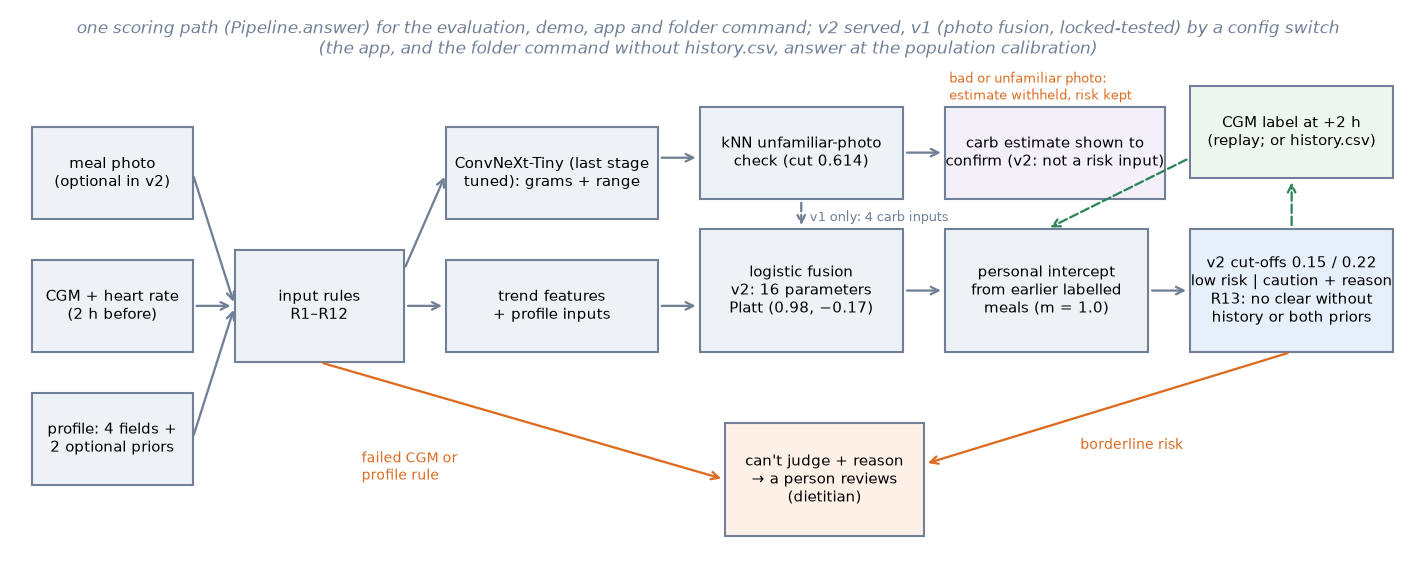 one scoring path (Pipeline.answer) for the evaluation, demo, app and folder command; v2 served, v1 (photo fusion, locked-tested) by a config switch
(the app, and the folder command without history.csv, answer at the population calibration)
meal photo
(optional in v2)
CGM + heart rate
(2 h before)
profile: 4 fields +
2 optional priors
input rules
R1–R12
ConvNeXt-Tiny (last stage
tuned): grams + range
trend features
+ profile inputs
kNN unfamiliar-photo
check (cut 0.614)
v1 only: 4 carb inputs
logistic fusion
v2: 16 parameters
Platt (0.98, −0.17)
bad or unfamiliar photo:
estimate withheld, risk kept
carb estimate shown to
confirm (v2: not a risk input)
personal intercept
from earlier labelled
meals (m = 1.0)
CGM label at +2 h
(replay; or history.csv)
v2 cut-offs 0.15 / 0.22
low risk | caution + reason
R13: no clear without
history or both priors
failed CGM or
profile rule
can't judge + reason
→ a person reviews
(dietitian)
borderline risk